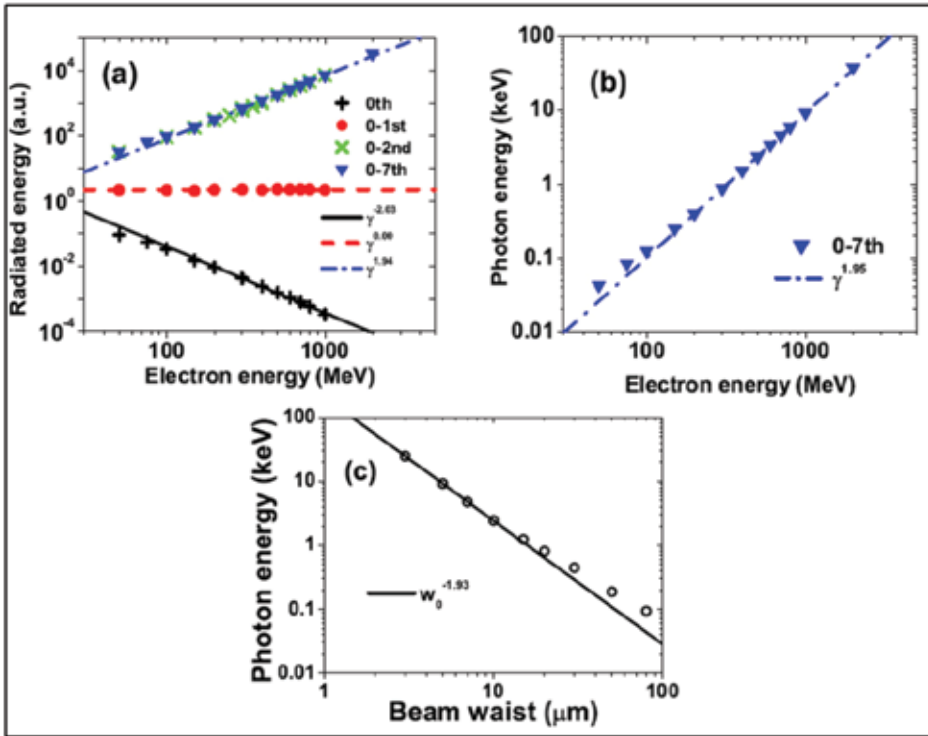 (a)
Radiated energy (a.u.)
10^4
10^2
10^0
10^-2
10^-4
0th
0-1st
0-2nd
0-7th
γ^-2.03
γ^0.00
γ^1.94
100
1000
Electron energy (MeV)
(b)
Photon energy (keV)
100
10
1
0.1
0.01
0-7th
γ^1.95
100
1000
Electron energy (MeV)
(c)
Photon energy (keV)
100
10
1
0.1
0.01
w_0^-1.93
1
10
100
Beam waist (μm)